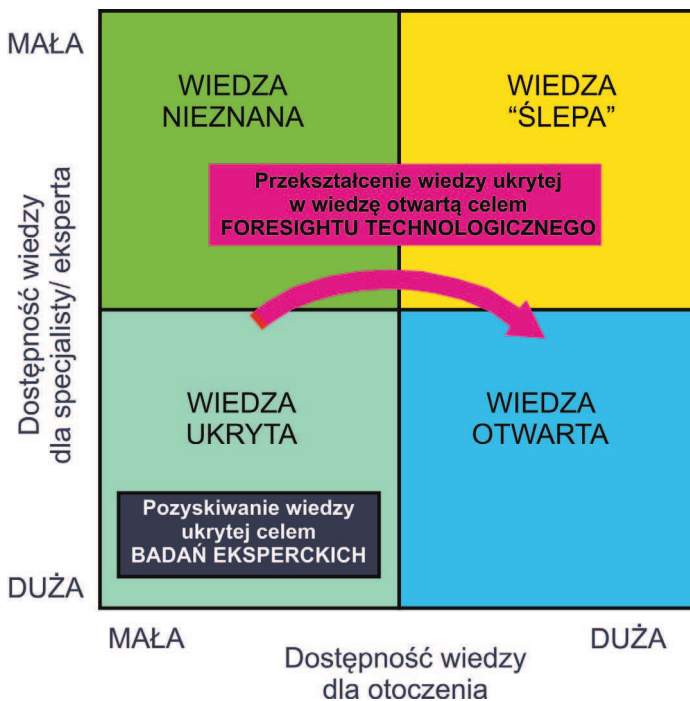 MAŁA
WIEDZA
NIEZNANA
WIEDZA
“ŚLEPA”
Przekształcenie wiedzy ukrytej
w wiedzę otwartą celem
FORESIGHTU TECHNOLOGICZNEGO
Dostępność wiedzy
dla specjalisty/ eksperta
WIEDZA
UKRYTA
WIEDZA
OTWARTA
Pozyskiwanie wiedzy
ukrytej celem
BADAŃ EKSPERCKICH
DUŻA
MAŁA
DUŻA
Dostępność wiedzy
dla otoczenia